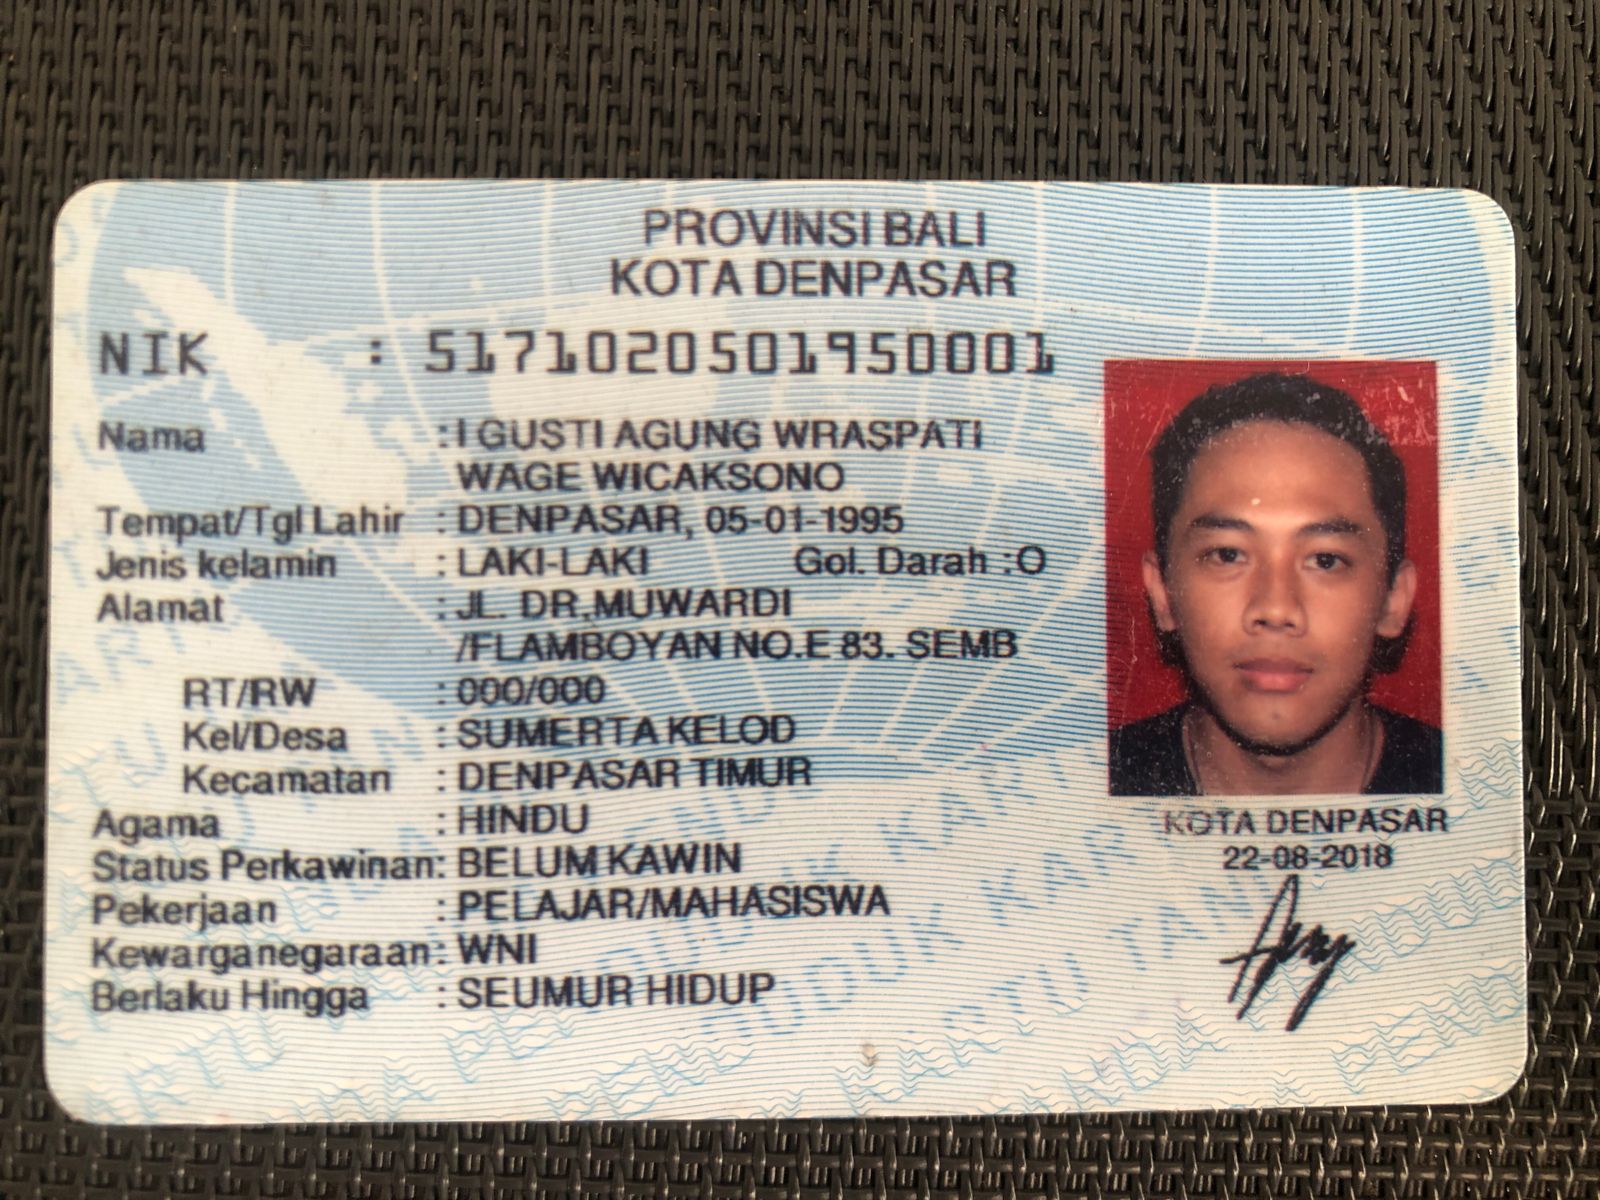 PROVINSI BALI
KOTA DENPASAR
NIK : 5171020501950001
Nama : I GUSTI AGUNG WRASPATI
WAGE WICAKSONO
Tempat/Tgl Lahir : DENPASAR, 05-01-1995
Jenis kelamin : LAKI-LAKI Gol. Darah : O
Alamat : JL. DR.MUWARDI
/FLAMBOYAN NO.E 83. SEMB
RT/RW : 000/000
Kel/Desa : SUMERTA KELOD
Kecamatan : DENPASAR TIMUR
Agama : HINDU
Status Perkawinan: BELUM KAWIN
Pekerjaan : PELAJAR/MAHASISWA
Kewarganegaraan: WNI
Berlaku Hingga : SEUMUR HIDUP
KOTA DENPASAR
22-08-2018